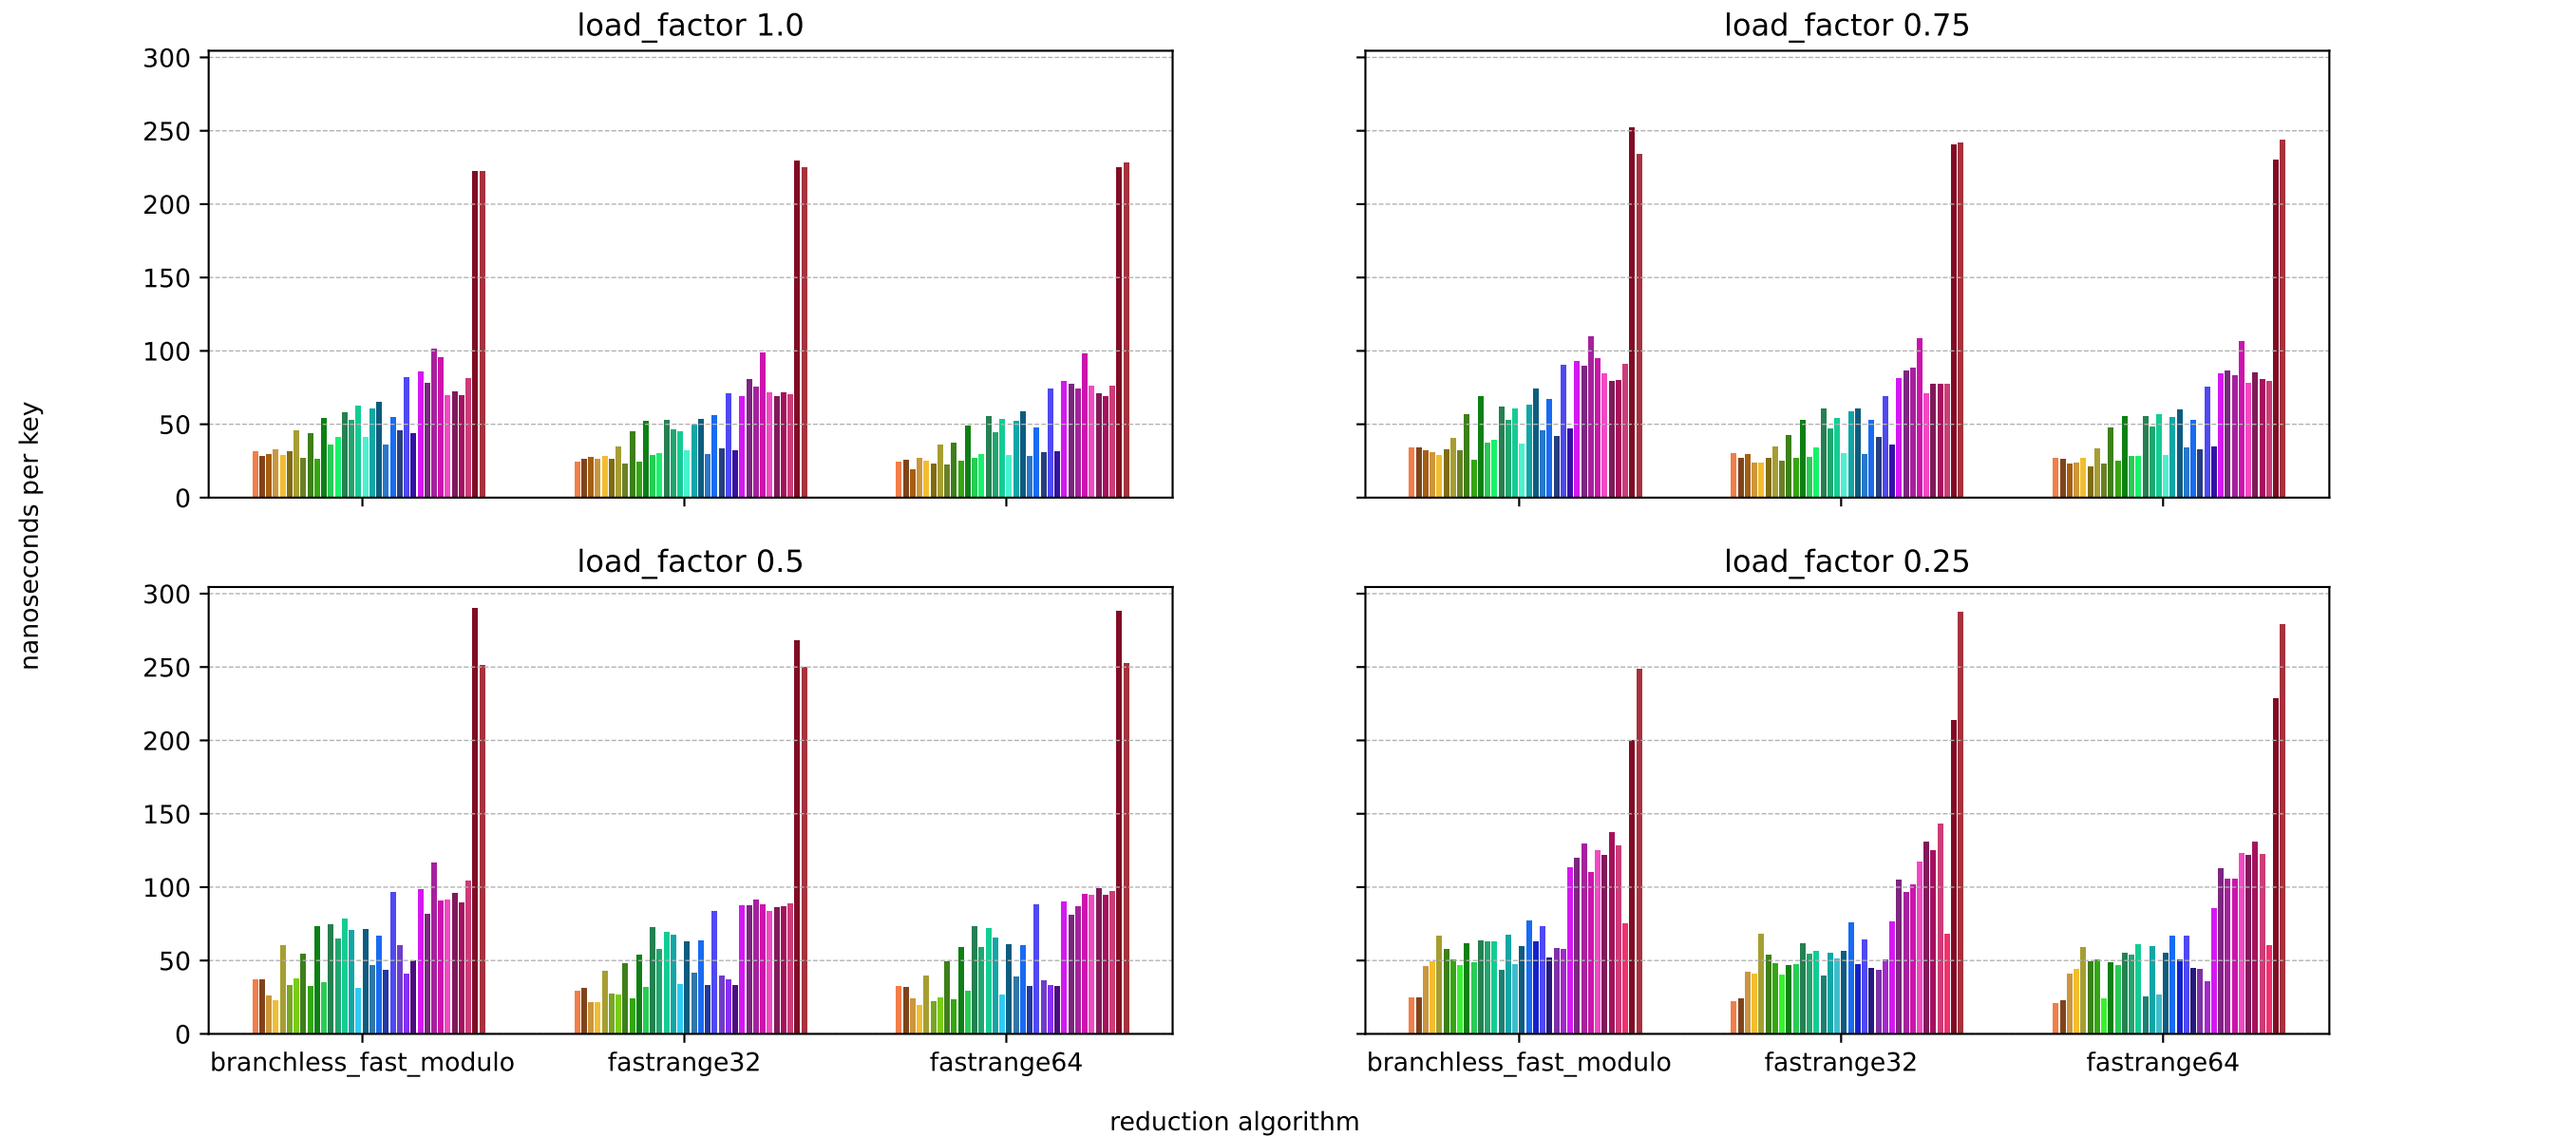 load_factor 1.0
load_factor 0.75
300
250
200
150
100
50
0
nanoseconds per key
load_factor 0.5
load_factor 0.25
300
250
200
150
100
50
0
branchless_fast_modulo
fastrange32
fastrange64
branchless_fast_modulo
fastrange32
fastrange64
reduction algorithm